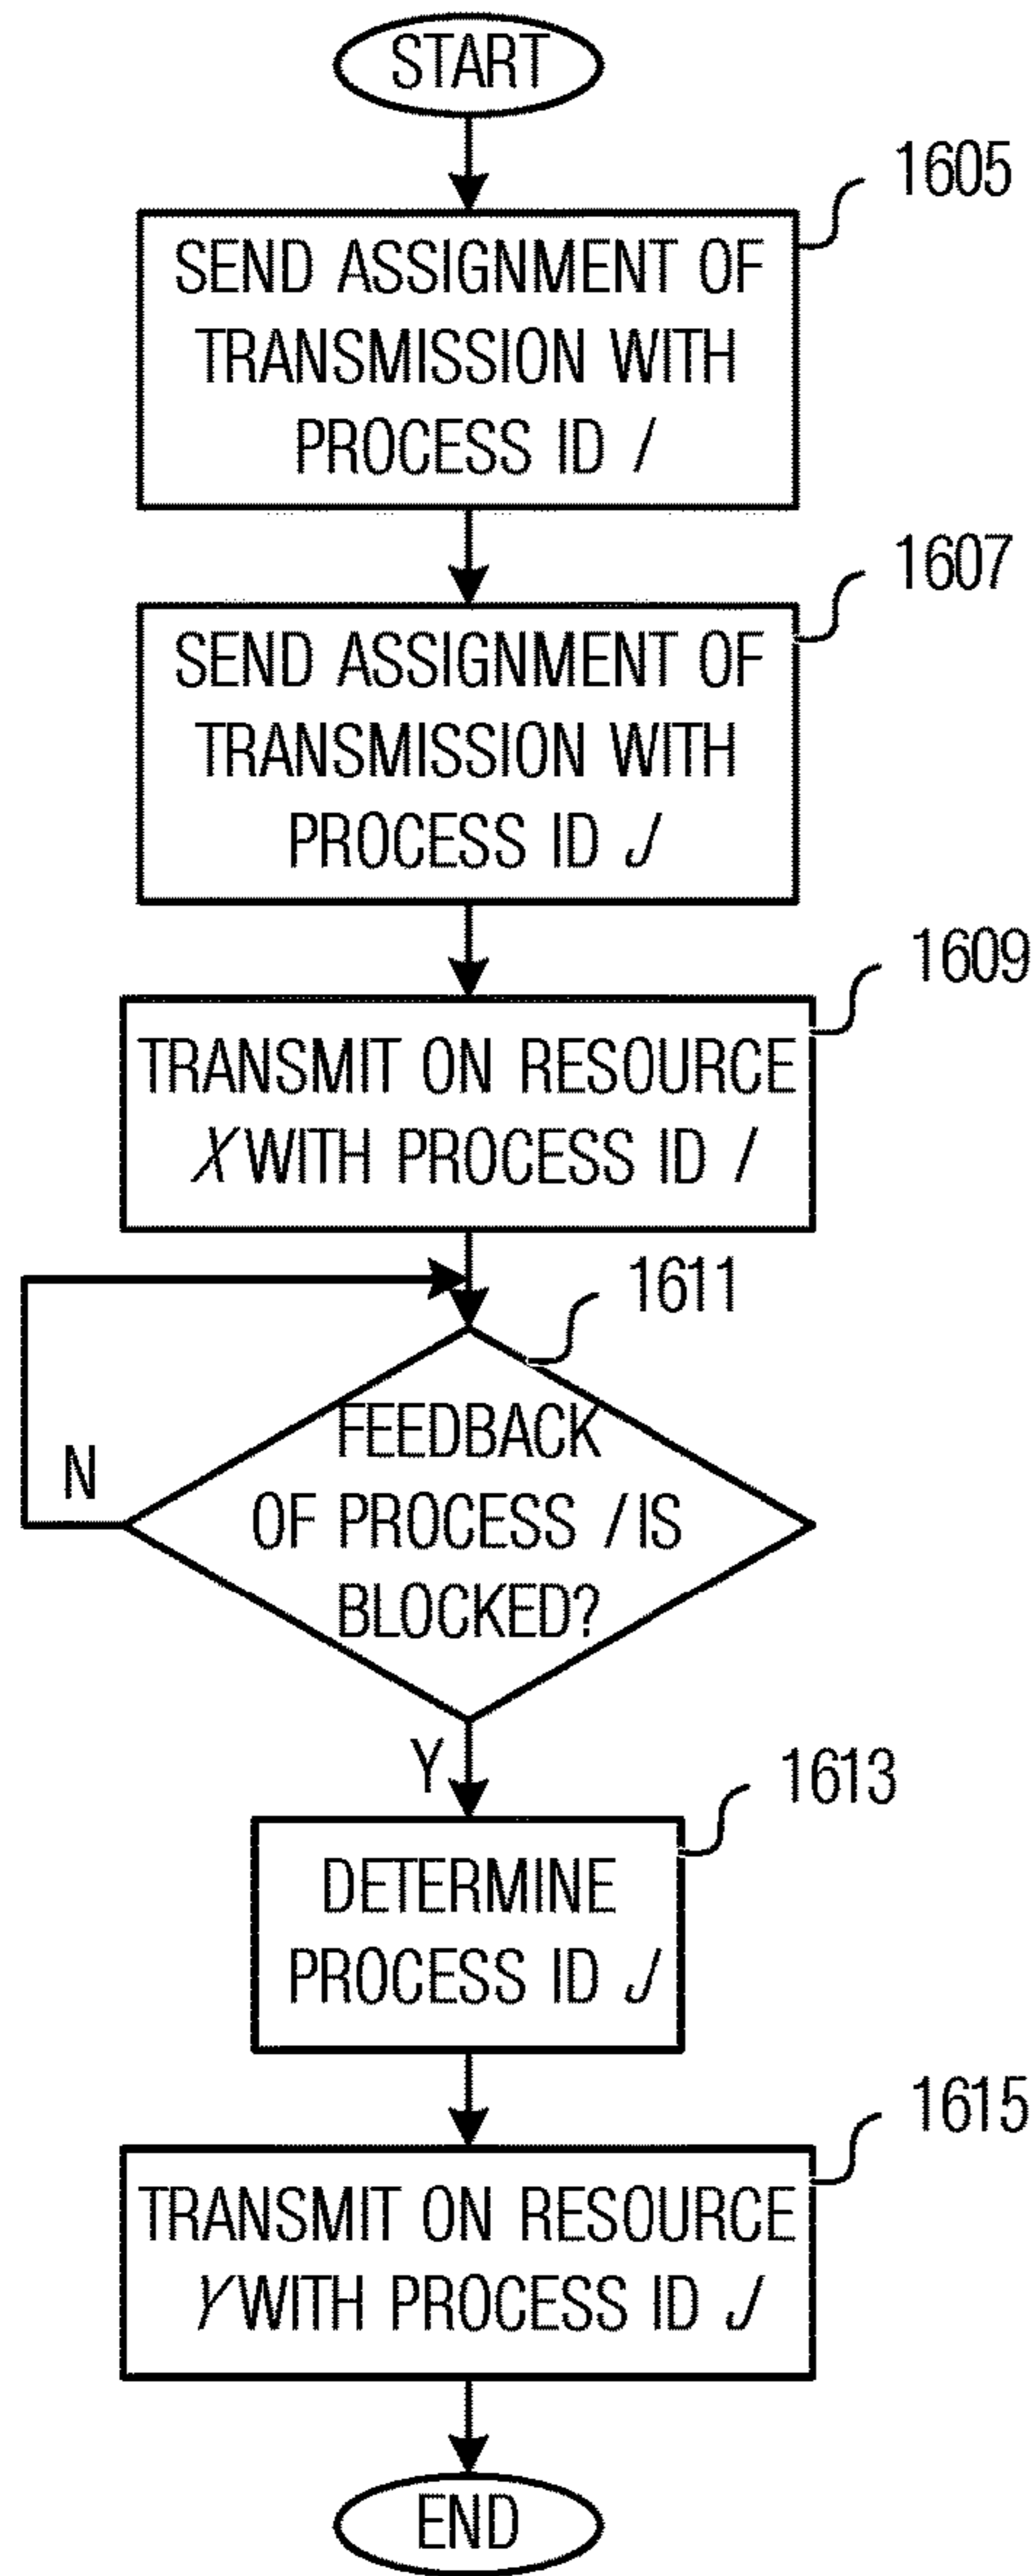 START
1605
SEND ASSIGNMENT OF
TRANSMISSION WITH
PROCESS ID I
1607
SEND ASSIGNMENT OF
TRANSMISSION WITH
PROCESS ID J
1609
TRANSMIT ON RESOURCE
X WITH PROCESS ID I
1611
FEEDBACK
OF PROCESS I IS
BLOCKED?
N
Y
1613
DETERMINE
PROCESS ID J
1615
TRANSMIT ON RESOURCE
Y WITH PROCESS ID J
END